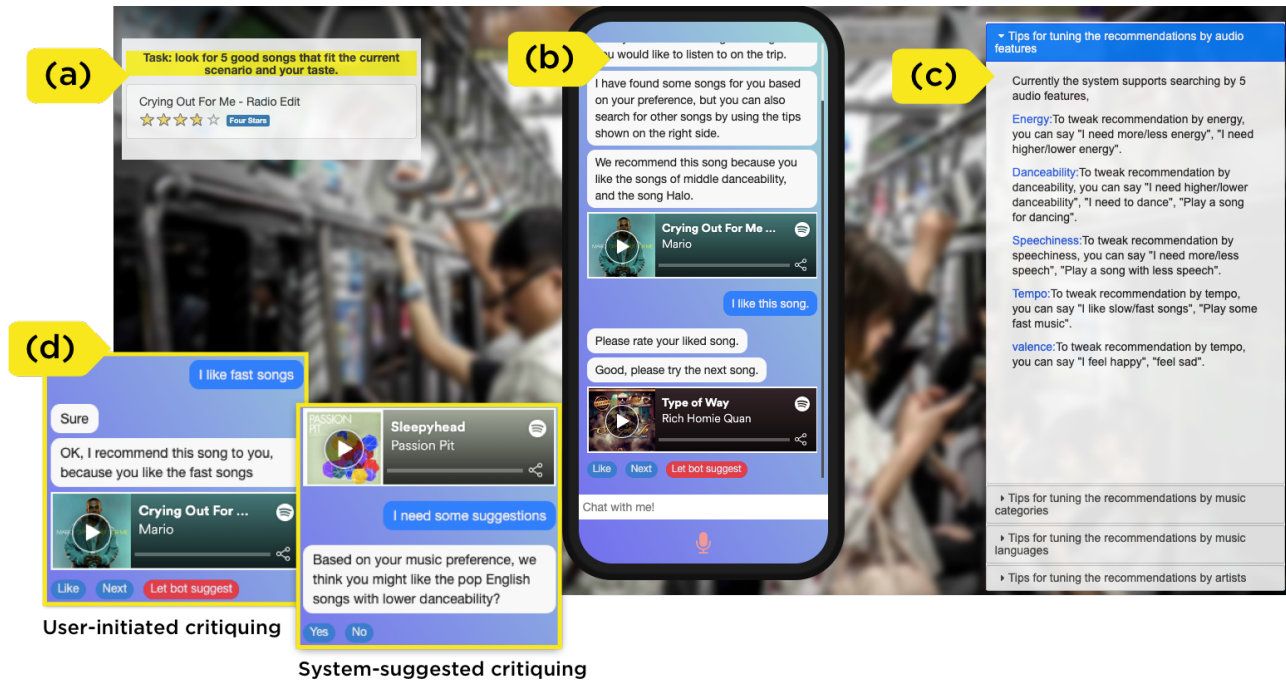 (a)
Task: look for 5 good songs that fit the current
scenario and your taste.
Crying Out For Me - Radio Edit
Four Stars
(b)
you would like to listen to on the trip.
I have found some songs for you based
on your preference, but you can also
search for other songs by using the tips
shown on the right side.
We recommend this song because you
like the songs of middle danceability,
and the song Halo.
Crying Out For Me ...
Mario
I like this song.
Please rate your liked song.
Good, please try the next song.
Type of Way
Rich Homie Quan
Like Next Let bot suggest
Chat with me!
(c)
Tips for tuning the recommendations by audio
features
Currently the system supports searching by 5
audio features,
Energy:To tweak recommendation by energy,
you can say "I need more/less energy", "I need
higher/lower energy".
Danceability:To tweak recommendation by
danceability, you can say "I need higher/lower
danceability", "I need to dance", "Play a song
for dancing".
Speechiness:To tweak recommendation by
speechiness, you can say "I need more/less
speech", "Play a song with less speech".
Tempo:To tweak recommendation by tempo,
you can say "I like slow/fast songs", "Play some
fast music".
valence:To tweak recommendation by tempo,
you can say "I feel happy", "feel sad".
Tips for tuning the recommendations by music
categories
Tips for tuning the recommendations by music
languages
Tips for tuning the recommendations by artists
(d)
I like fast songs
Sure
OK, I recommend this song to you,
because you like the fast songs
Crying Out For ...
Mario
Like Next Let bot suggest
User-initiated critiquing
PASSION
PIT
Sleepyhead
Passion Pit
I need some suggestions
Based on your music preference, we
think you might like the pop English
songs with lower danceability?
Yes No
System-suggested critiquing